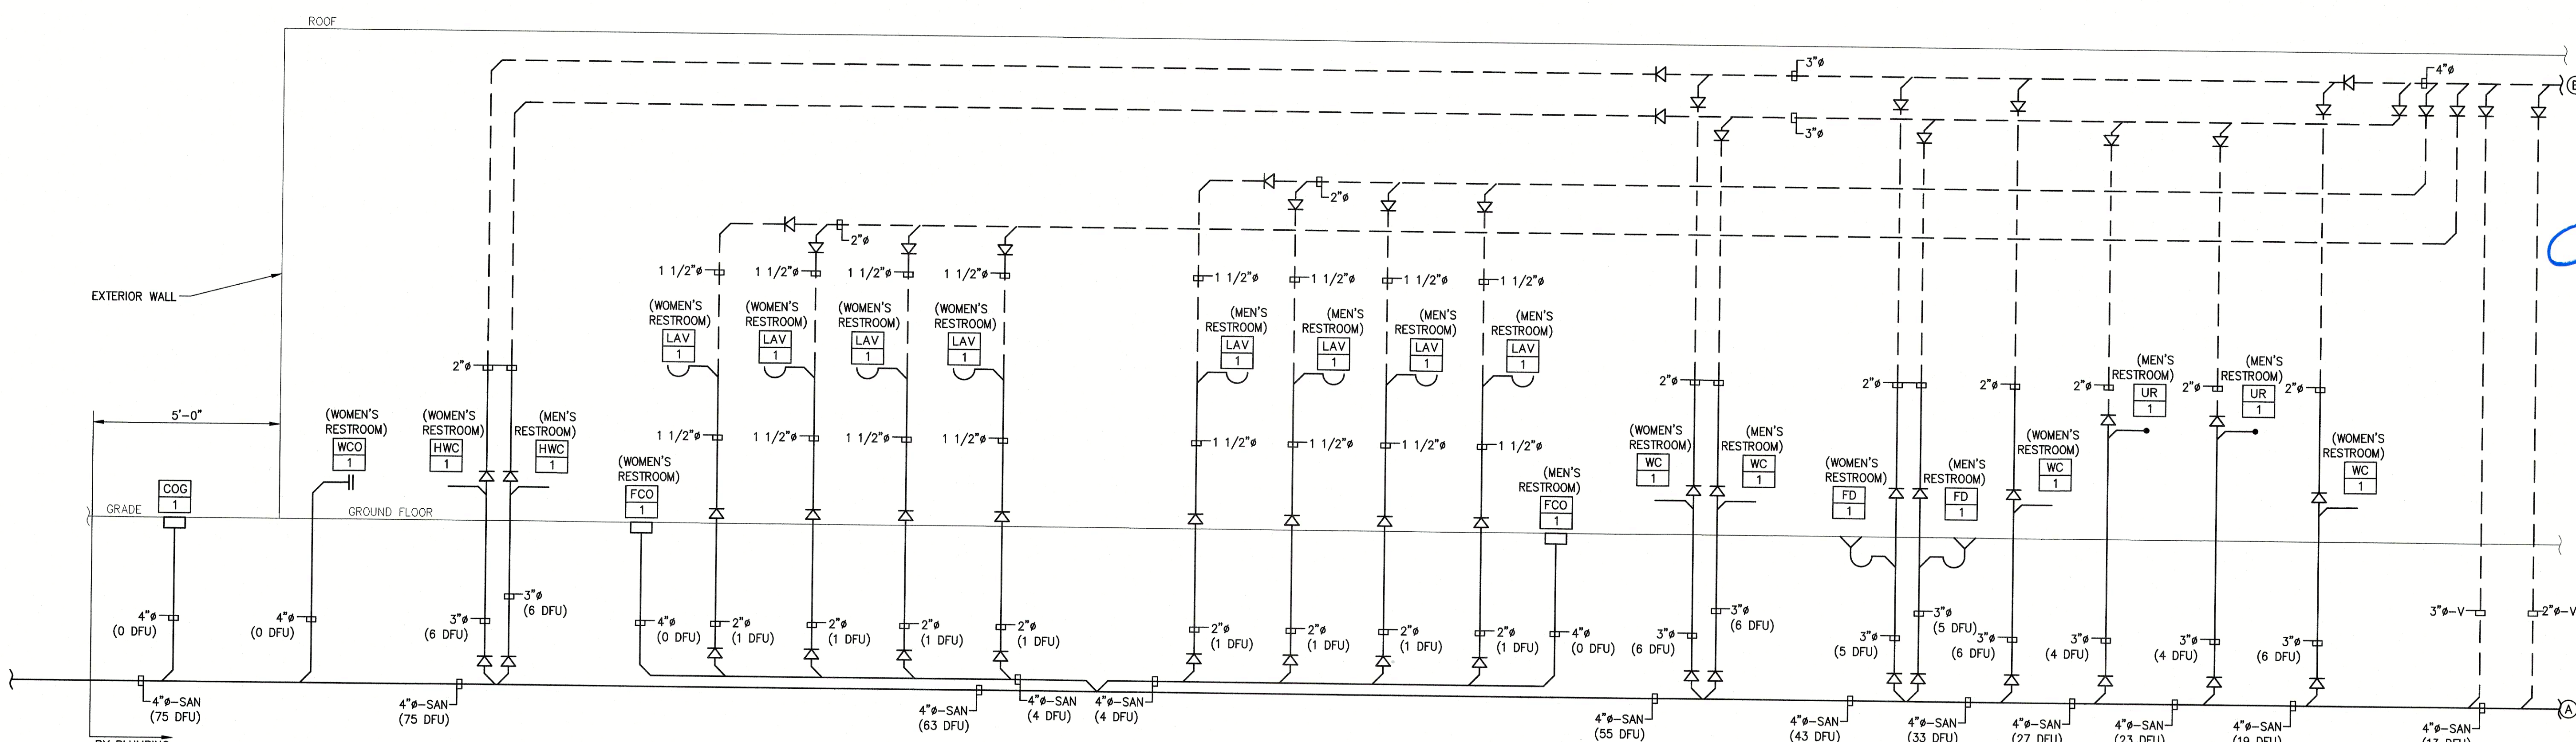 ROOF
3"ø
4"ø
3"ø
2"ø
2"ø
1 1/2"ø
1 1/2"ø
1 1/2"ø
1 1/2"ø
1 1/2"ø
1 1/2"ø
1 1/2"ø
1 1/2"ø
EXTERIOR WALL
(WOMEN'S
RESTROOM)
LAV
1
(WOMEN'S
RESTROOM)
LAV
1
(WOMEN'S
RESTROOM)
LAV
1
(WOMEN'S
RESTROOM)
LAV
1
(MEN'S
RESTROOM)
LAV
1
(MEN'S
RESTROOM)
LAV
1
(MEN'S
RESTROOM)
LAV
1
(MEN'S
RESTROOM)
LAV
1
2"ø
2"ø
2"ø
2"ø
2"ø
2"ø
2"ø
(MEN'S
RESTROOM)
UR
1
(MEN'S
RESTROOM)
UR
1
5'-0"
(WOMEN'S
RESTROOM)
WCO
1
(WOMEN'S
RESTROOM)
HWC
1
(MEN'S
RESTROOM)
HWC
1
1 1/2"ø
1 1/2"ø
1 1/2"ø
1 1/2"ø
1 1/2"ø
1 1/2"ø
1 1/2"ø
1 1/2"ø
(WOMEN'S
RESTROOM)
WC
1
(MEN'S
RESTROOM)
WC
1
(WOMEN'S
RESTROOM)
WC
1
(WOMEN'S
RESTROOM)
WC
1
COG
1
(WOMEN'S
RESTROOM)
FCO
1
(MEN'S
RESTROOM)
FCO
1
(WOMEN'S
RESTROOM)
FD
1
(MEN'S
RESTROOM)
FD
1
GRADE
GROUND FLOOR
4"ø
(0 DFU)
4"ø
(0 DFU)
3"ø
(6 DFU)
3"ø
(6 DFU)
4"ø
(0 DFU)
2"ø
(1 DFU)
2"ø
(1 DFU)
2"ø
(1 DFU)
2"ø
(1 DFU)
2"ø
(1 DFU)
2"ø
(1 DFU)
2"ø
(1 DFU)
2"ø
(1 DFU)
4"ø
(0 DFU)
3"ø
(6 DFU)
3"ø
(6 DFU)
3"ø
(5 DFU)
3"ø
(5 DFU)
3"ø
(6 DFU)
3"ø
(4 DFU)
3"ø
(4 DFU)
3"ø
(6 DFU)
3"ø-V
2"ø-V
4"ø-SAN
(75 DFU)
4"ø-SAN
(75 DFU)
4"ø-SAN
(63 DFU)
4"ø-SAN
(4 DFU)
4"ø-SAN
(4 DFU)
4"ø-SAN
(55 DFU)
4"ø-SAN
(43 DFU)
4"ø-SAN
(33 DFU)
4"ø-SAN
(27 DFU)
4"ø-SAN
(23 DFU)
4"ø-SAN
(19 DFU)
4"ø-SAN
(13 DFU)
A
BY PLUMBING